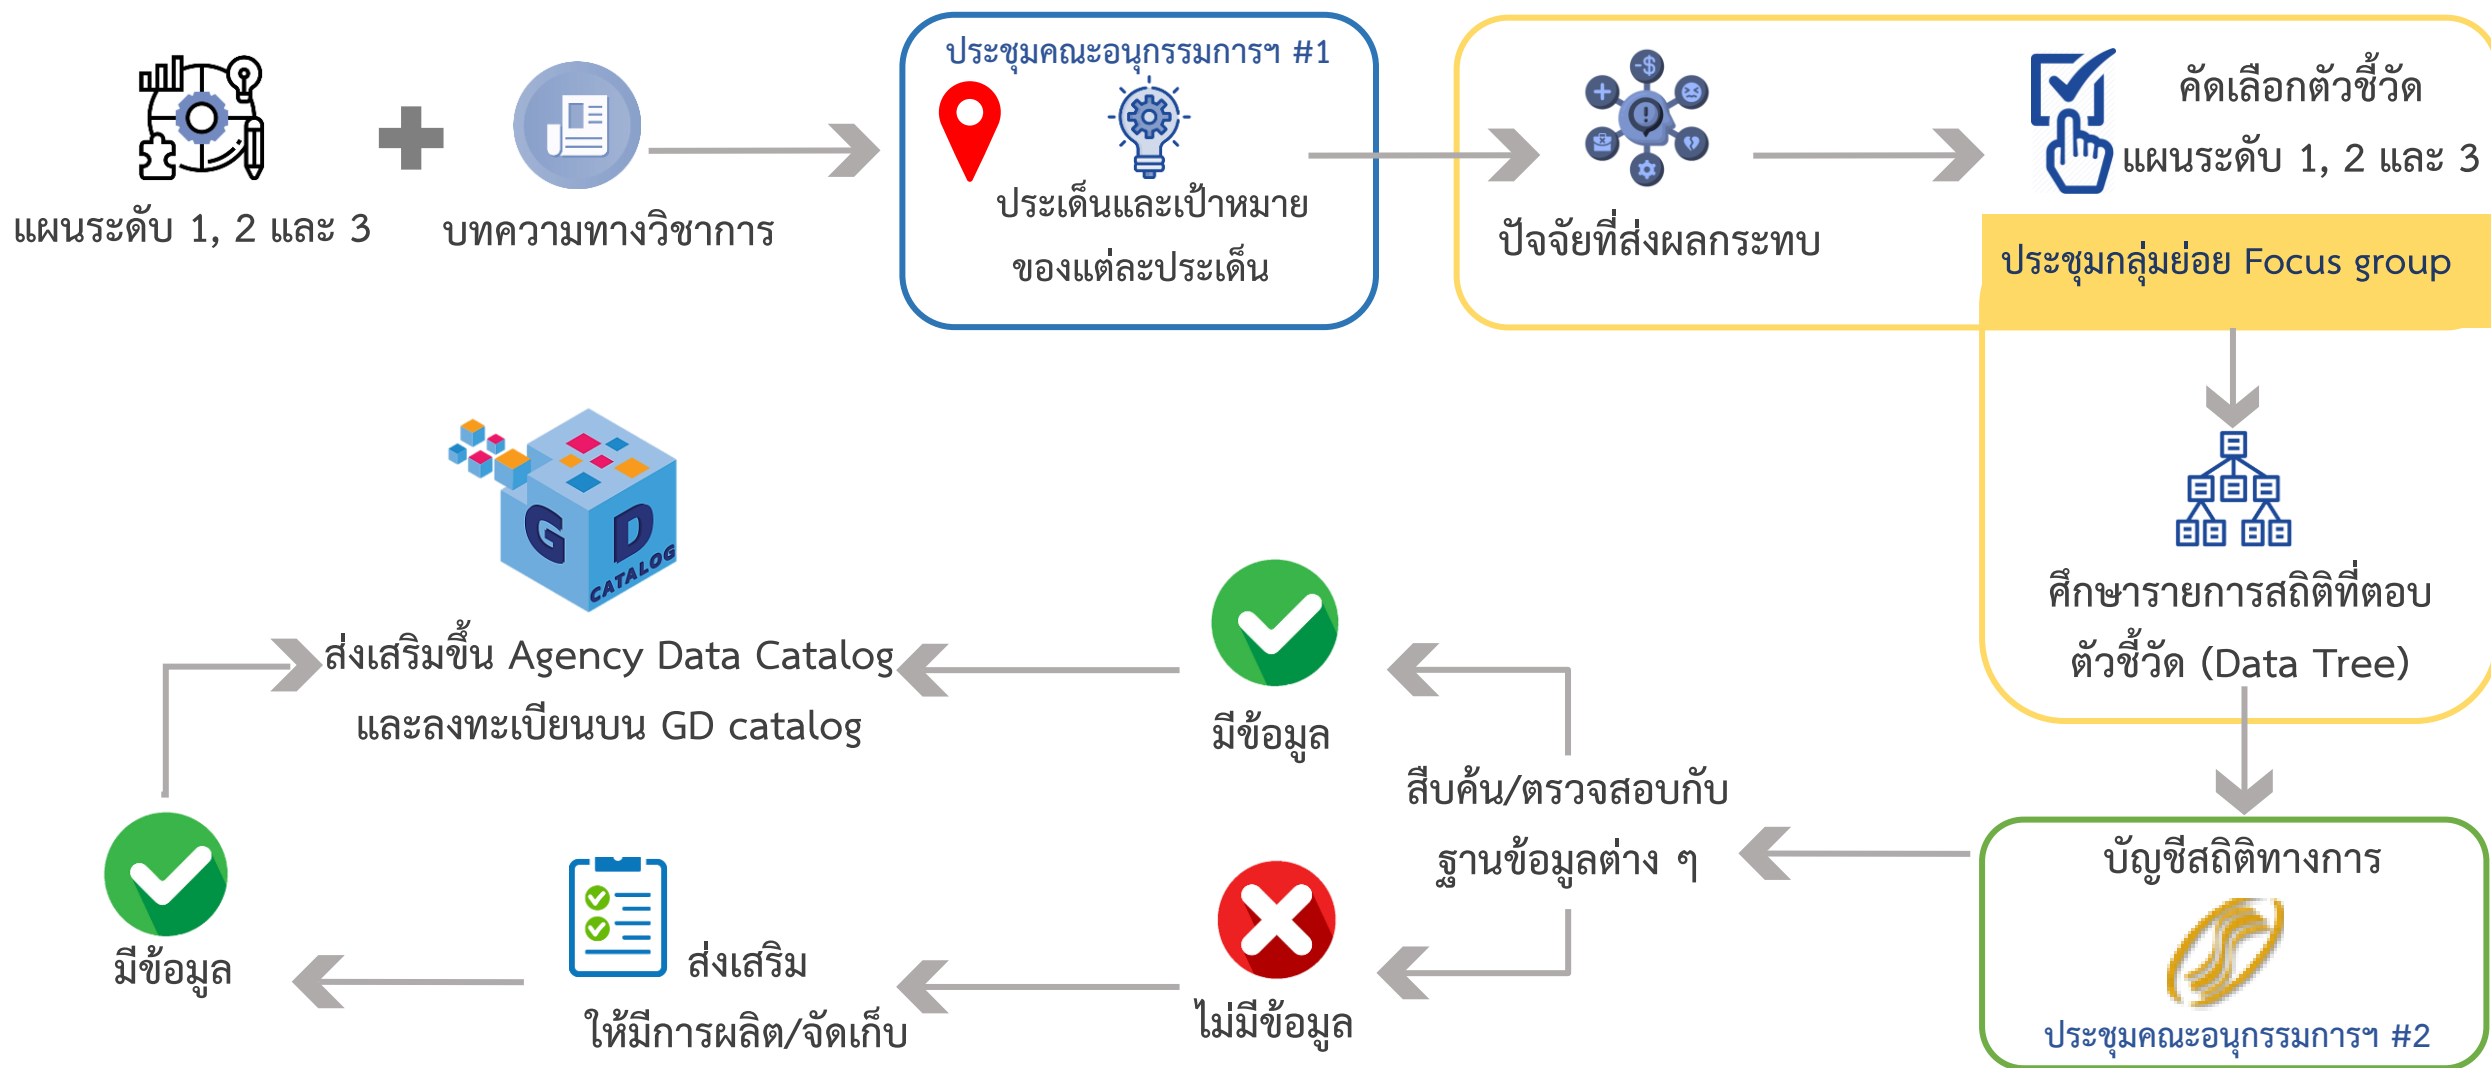 แผนระดับ 1, 2 และ 3
บทความทางวิชาการ
ประชุมคณะอนุกรรมการฯ #1
ประเด็นและเป้าหมาย
ของแต่ละประเด็น
ปัจจัยที่ส่งผลกระทบ
คัดเลือกตัวชี้วัด
แผนระดับ 1, 2 และ 3
ประชุมกลุ่มย่อย Focus group
ศึกษารายการสถิติที่ตอบ
ตัวชี้วัด (Data Tree)
บัญชีสถิติทางการ
ประชุมคณะอนุกรรมการฯ #2
สืบค้น/ตรวจสอบกับ
ฐานข้อมูลต่าง ๆ
มีข้อมูล
ไม่มีข้อมูล
G D
CATALOG
ส่งเสริมขึ้น Agency Data Catalog
และลงทะเบียนบน GD catalog
ส่งเสริม
ให้มีการผลิต/จัดเก็บ
มีข้อมูล